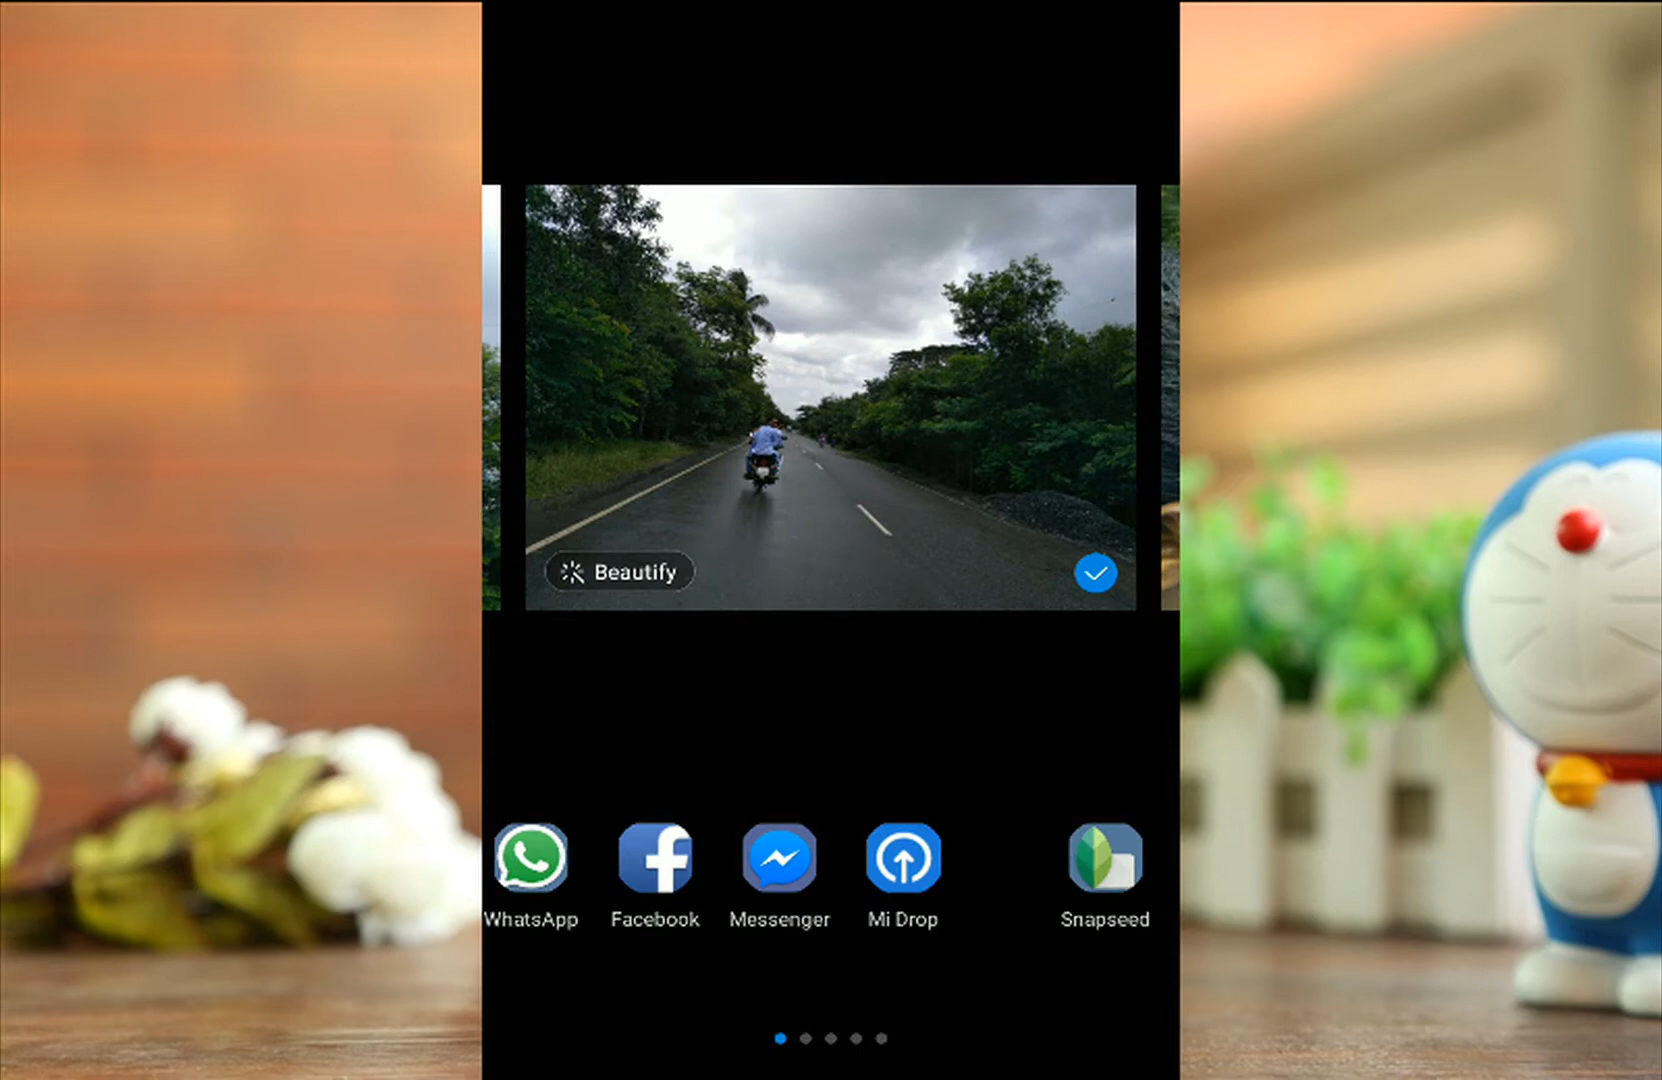 Beautify
WhatsApp
Facebook
Messenger
Mi Drop
Snapseed